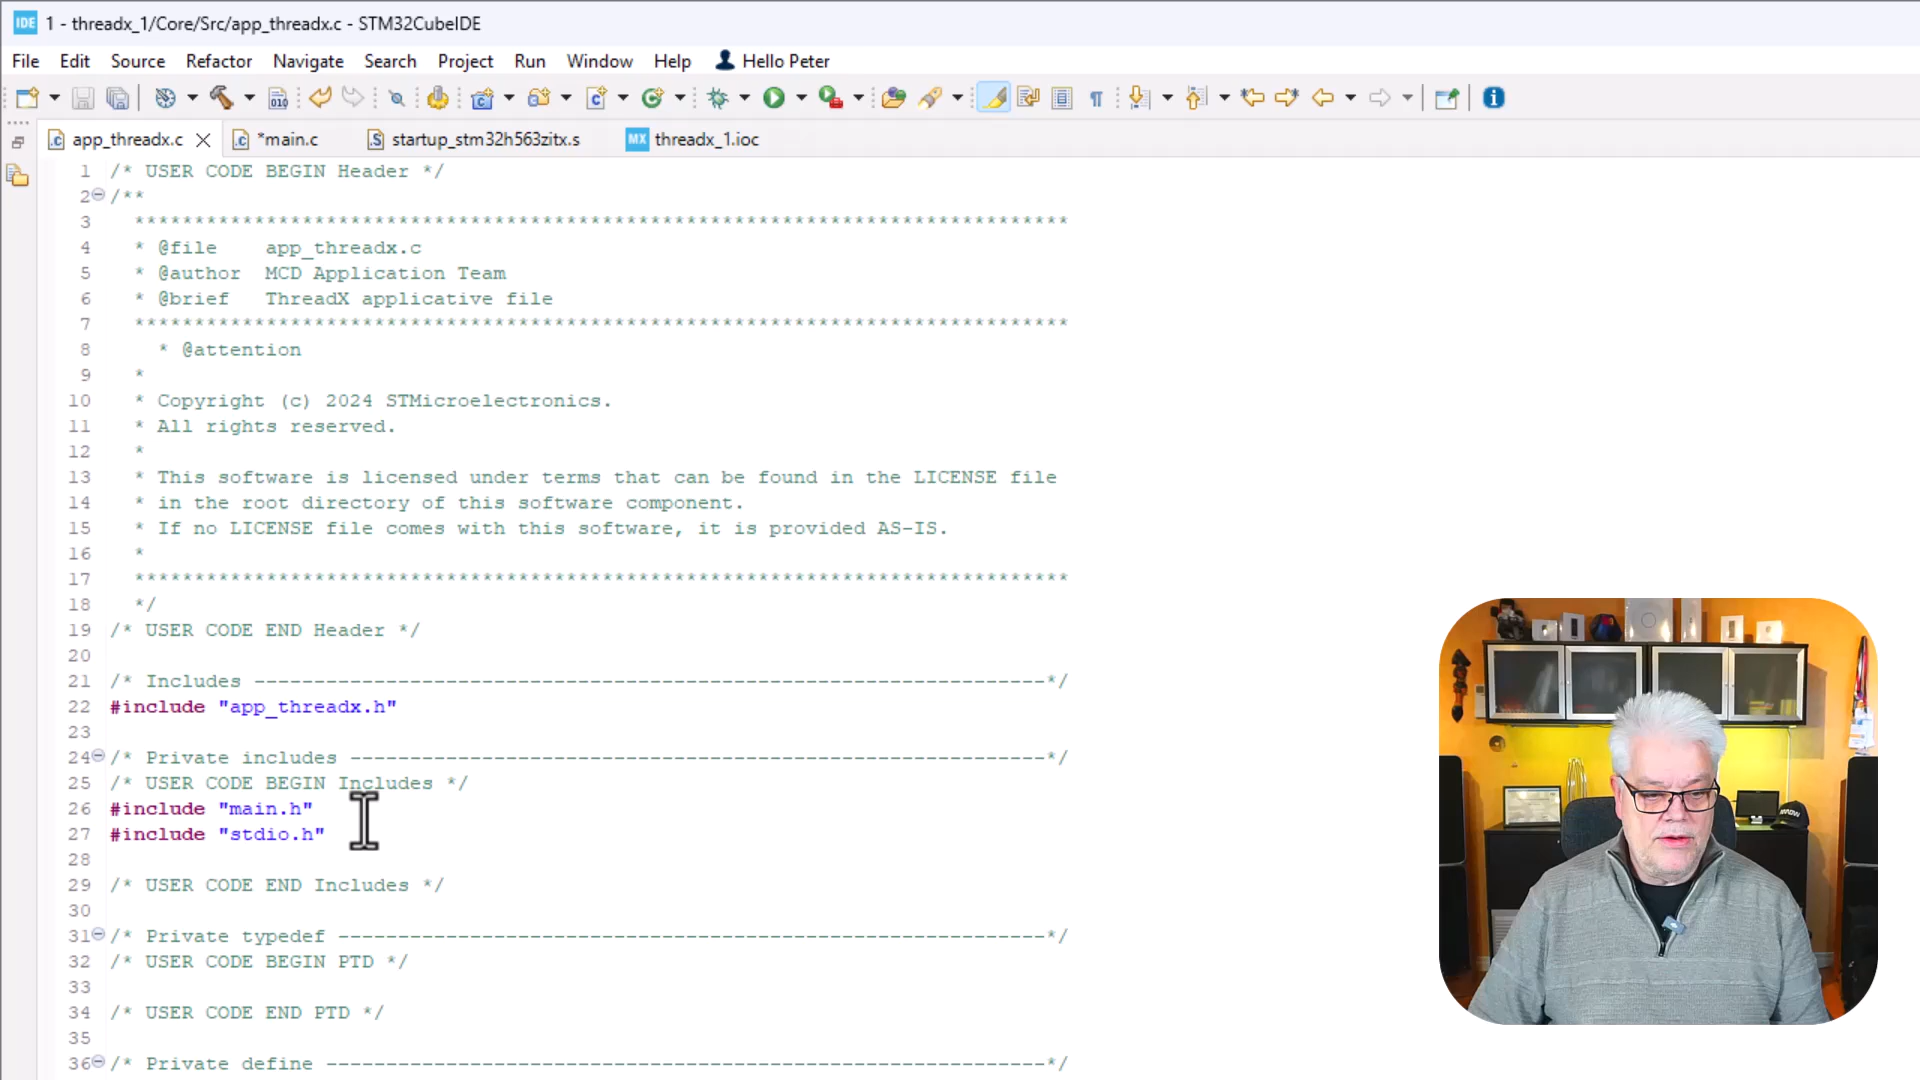 IDE 1 - threadx_1/Core/Src/app_threadx.c - STM32CubeIDE
File Edit Source Refactor Navigate Search Project Run Window Help Hello Peter
010
app_threadx.c *main.c startup_stm32h563zitx.s MX threadx_1.ioc
1 /* USER CODE BEGIN Header */
2 /**
3 ******************************************************************************
4 * @file app_threadx.c
5 * @author MCD Application Team
6 * @brief ThreadX applicative file
7 ******************************************************************************
8 * @attention
9 *
10 * Copyright (c) 2024 STMicroelectronics.
11 * All rights reserved.
12 *
13 * This software is licensed under terms that can be found in the LICENSE file
14 * in the root directory of this software component.
15 * If no LICENSE file comes with this software, it is provided AS-IS.
16 *
17 ******************************************************************************
18 */
19 /* USER CODE END Header */
20
21 /* Includes ------------------------------------------------------------------*/
22 #include "app_threadx.h"
23
24 /* Private includes ----------------------------------------------------------*/
25 /* USER CODE BEGIN Includes */
26 #include "main.h"
27 #include "stdio.h"
28
29 /* USER CODE END Includes */
30
31 /* Private typedef -----------------------------------------------------------*/
32 /* USER CODE BEGIN PTD */
33
34 /* USER CODE END PTD */
35
36 /* Private define ------------------------------------------------------------*/